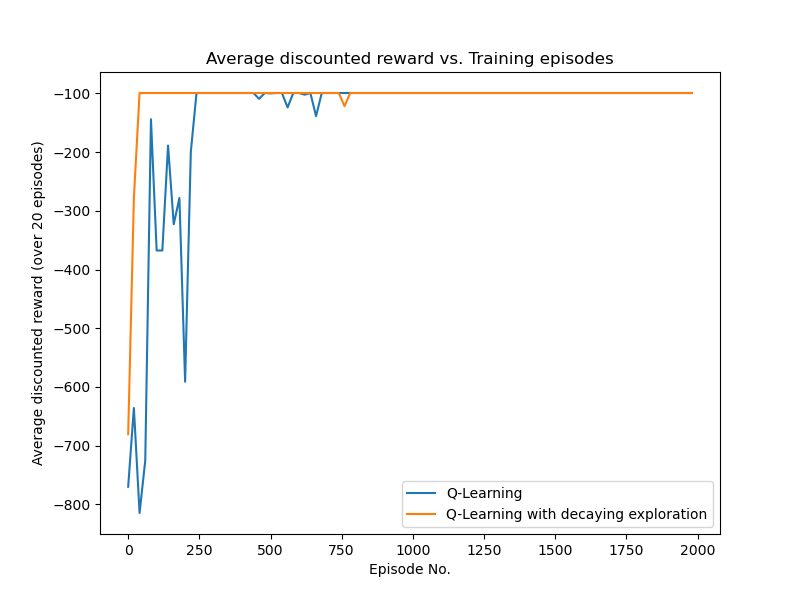 Average discounted reward vs. Training episodes
Average discounted reward (over 20 episodes)
−100
−200
−300
−400
−500
−600
−700
−800
0 250 500 750 1000 1250 1500 1750 2000
Episode No.
Q-Learning
Q-Learning with decaying exploration